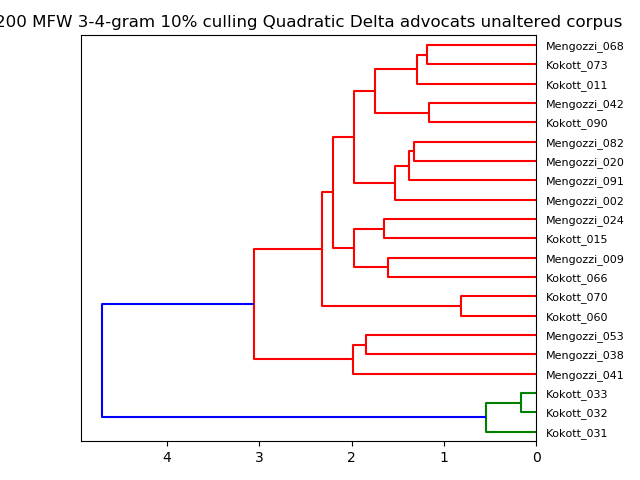 200 MFW 3-4-gram 10% culling Quadratic Delta advocats unaltered corpus
Mengozzi_068
Kokott_073
Kokott_011
Mengozzi_042
Kokott_090
Mengozzi_082
Mengozzi_020
Mengozzi_091
Mengozzi_002
Mengozzi_024
Kokott_015
Mengozzi_009
Kokott_066
Kokott_070
Kokott_060
Mengozzi_053
Mengozzi_038
Mengozzi_041
Kokott_033
Kokott_032
Kokott_031
4 3 2 1 0